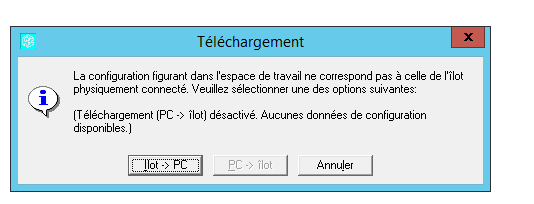 Téléchargement
x
La configuration figurant dans l'espace de travail ne correspond pas à celle de l'îlot
physiquement connecté. Veuillez sélectionner une des options suivantes:
(Téléchargement (PC -> îlot) désactivé. Aucunes données de configuration
disponibles.)
Ilot -> PC
PC -> îlot
Annuler